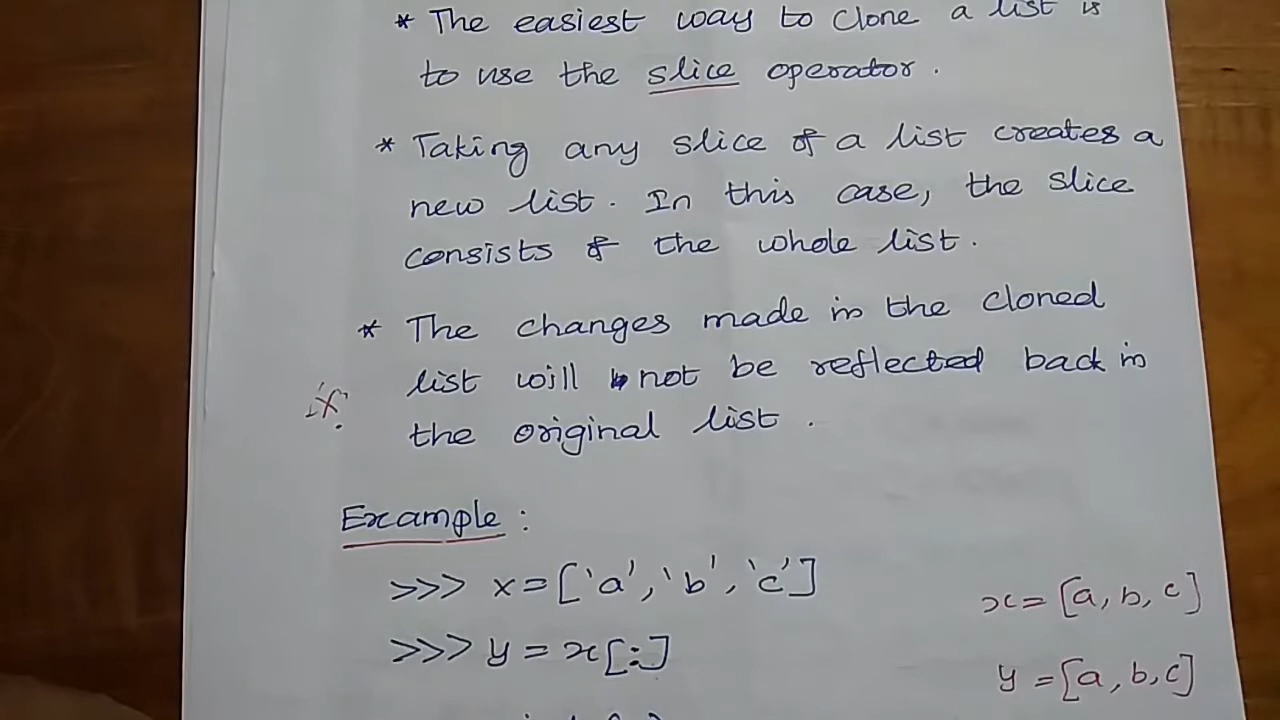 * The easiest way to clone a list is
to use the slice operator.
* Taking any slice of a list creates a
new list. In this case, the slice
consists of the whole list.
* The changes made in the cloned
list will not be reflected back in
the original list.
Example:
>>> x=['a','b','c']
>>> y = x[:]
x=[a,b,c]
y=[a,b,c]